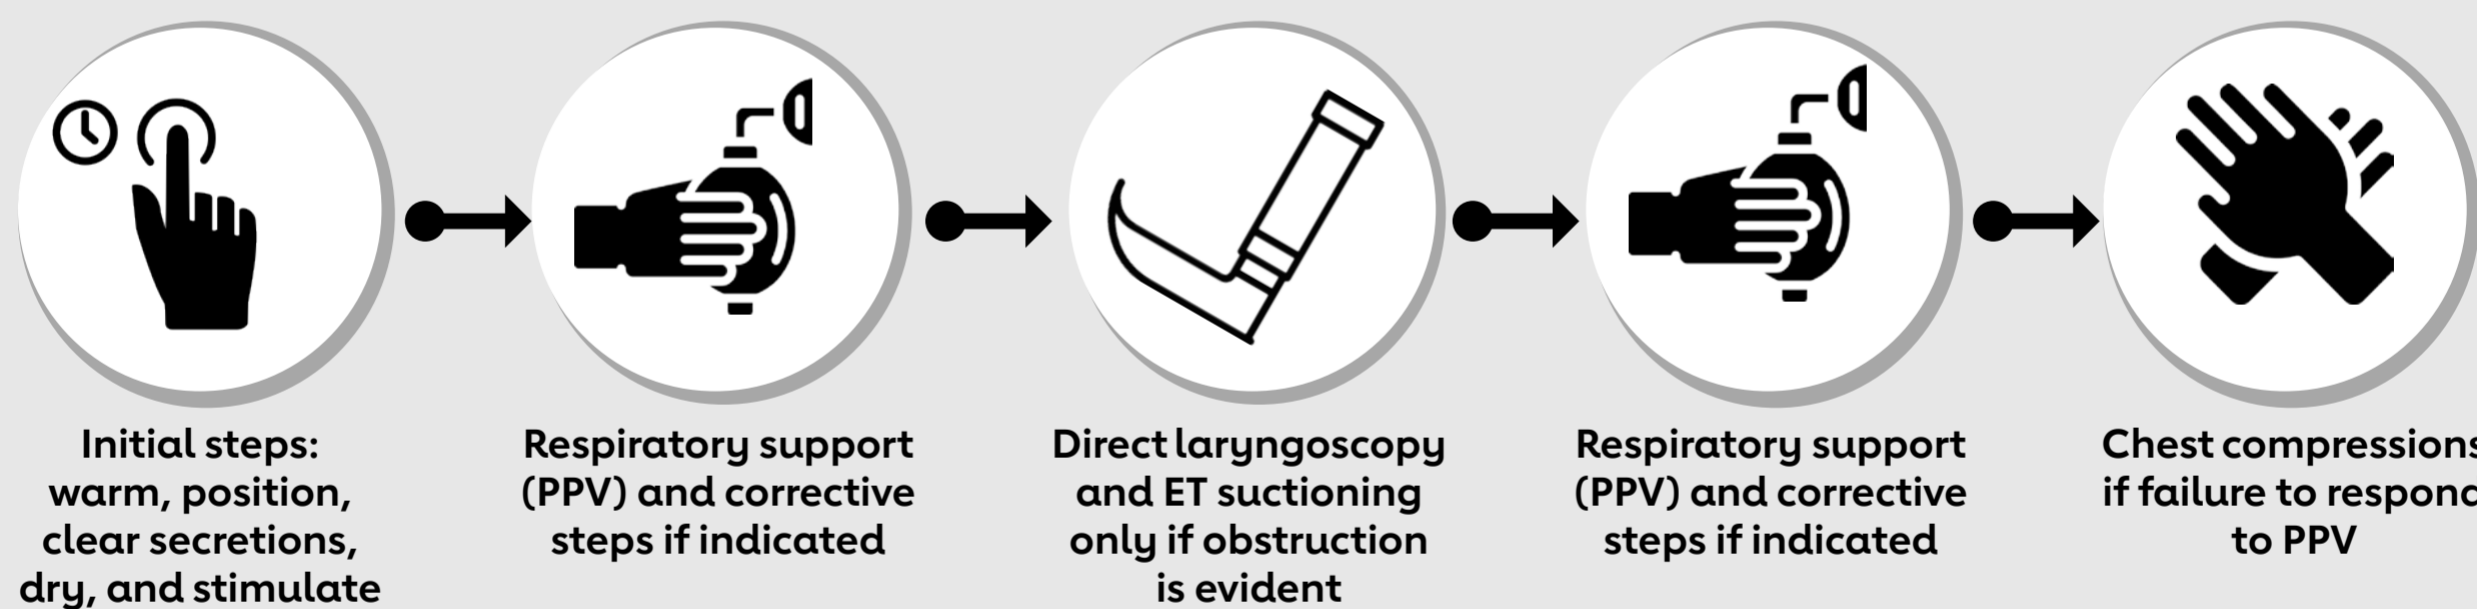 Initial steps:
warm, position,
clear secretions,
dry, and stimulate
Respiratory support
(PPV) and corrective
steps if indicated
Direct laryngoscopy
and ET suctioning
only if obstruction
is evident
Respiratory support
(PPV) and corrective
steps if indicated
Chest compressions
if failure to respond
to PPV